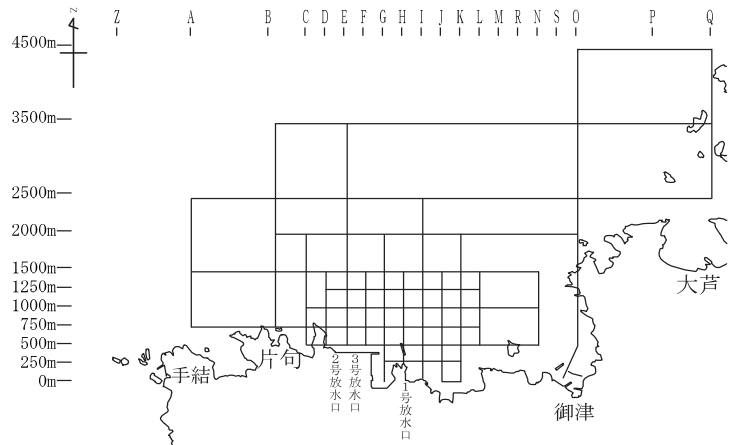 Z A B C D E F G H I J K L M R N S O P Q
N
4500m
3500m
2500m
2000m
1500m
1250m
1000m
750m
500m
250m
0m
大芦
片句
手結
2号放水口
3号放水口
1号放水口
御津